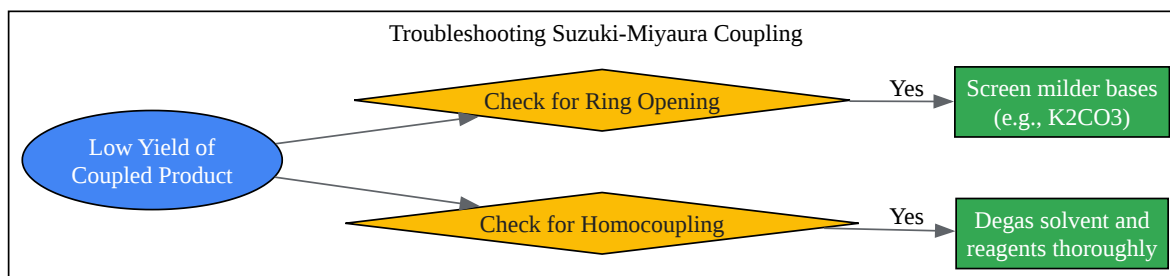 Troubleshooting Suzuki-Miyaura Coupling
Low Yield of
Coupled Product
Check for Ring Opening
Yes
Screen milder bases
(e.g., K2CO3)
Check for Homocoupling
Yes
Degas solvent and
reagents thoroughly